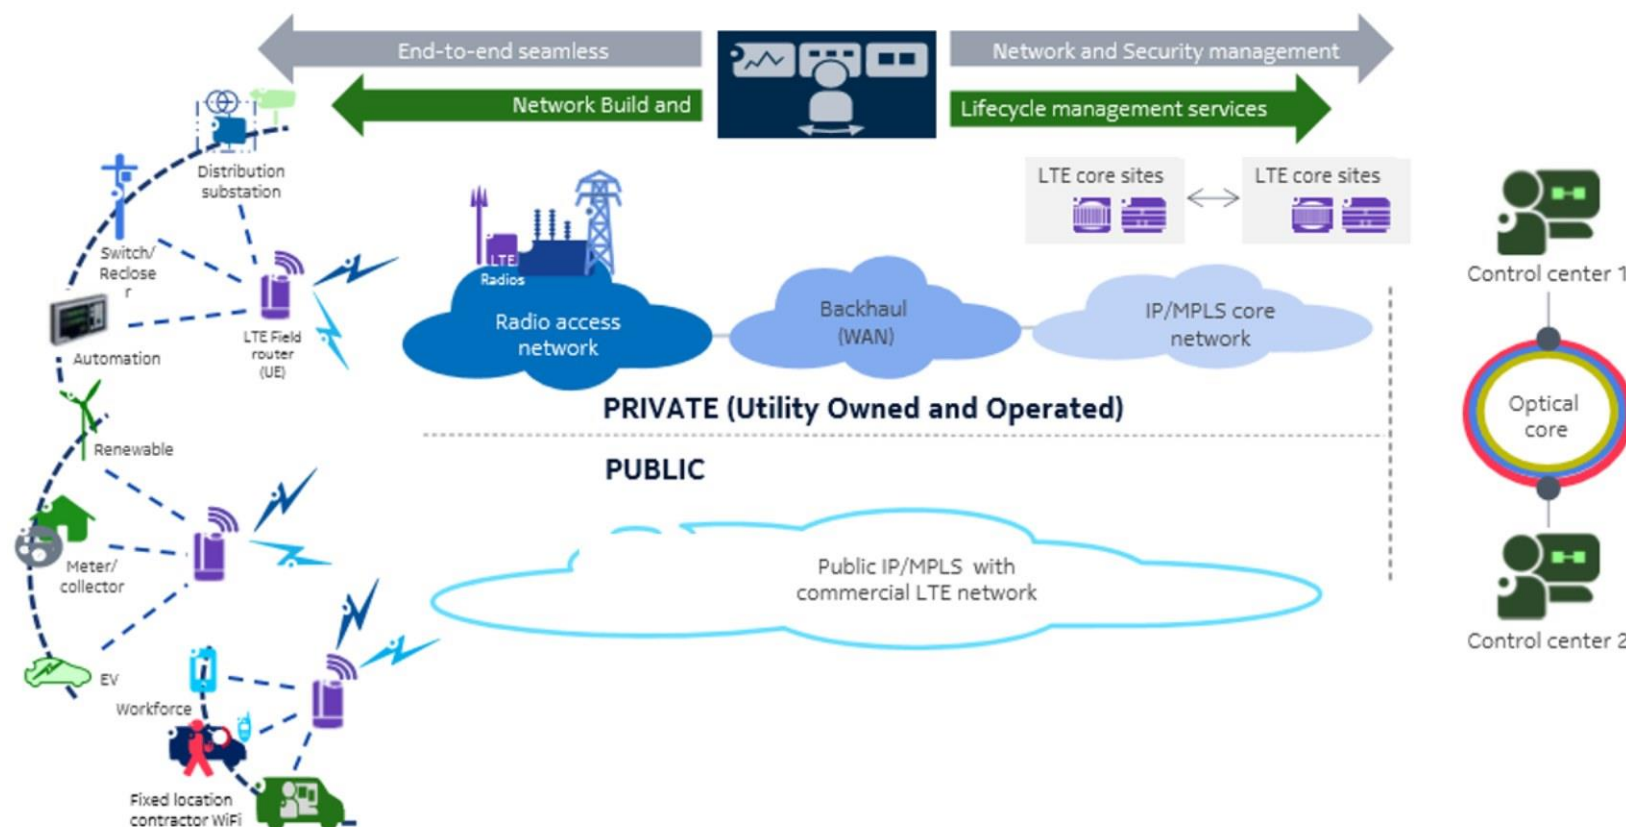 End-to-end seamless
Network and Security management
Network Build and
Lifecycle management services
Distribution
substation
LTE core sites
LTE core sites
Switch/
Reclose
r
LTE
Radios
Control center 1
Automation
LTE Field
router
(UE)
Radio access
network
Backhaul
(WAN)
IP/MPLS core
network
PRIVATE (Utility Owned and Operated)
Optical
core
Renewable
PUBLIC
Meter/
collector
Public IP/MPLS with
commercial LTE network
Control center 2
EV
Workforce
Fixed location
contractor WiFi